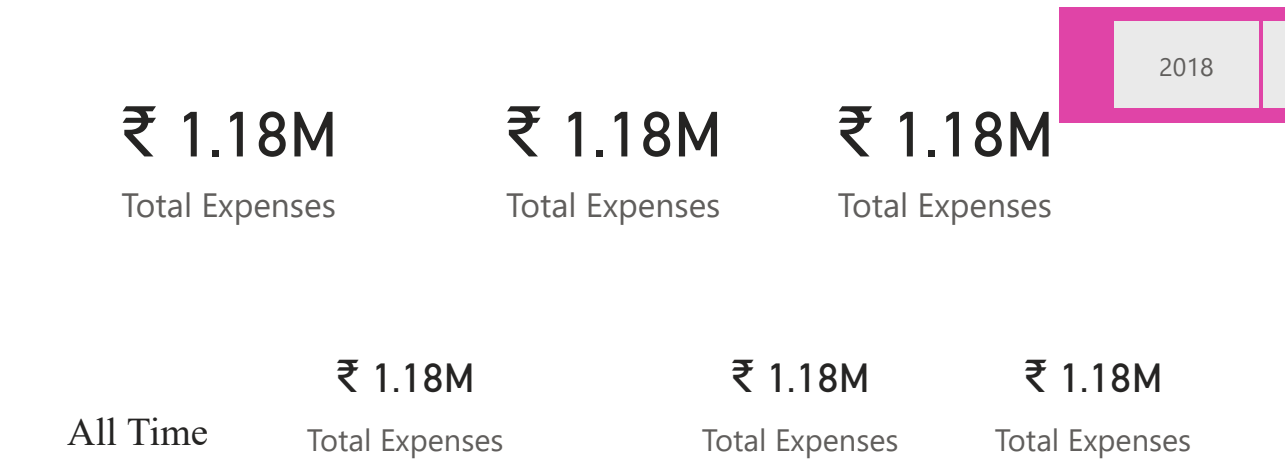 2018
₹ 1.18M ₹ 1.18M ₹ 1.18M
Total Expenses Total Expenses Total Expenses
₹ 1.18M ₹ 1.18M ₹ 1.18M
All Time Total Expenses Total Expenses Total Expenses